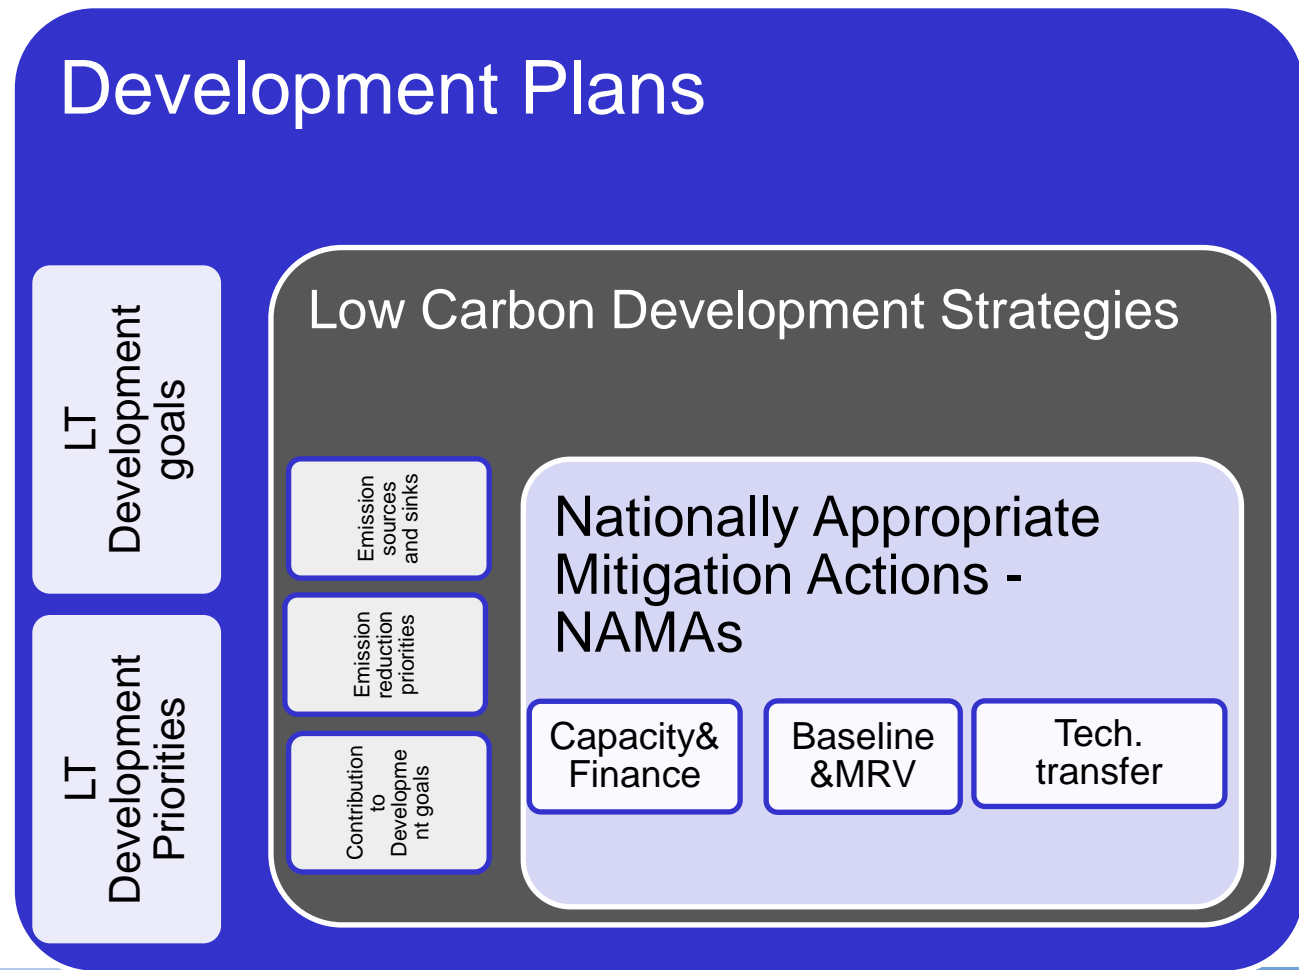 Development Plans
LT
Development
goals
LT
Development
Priorities
Low Carbon Development Strategies
Emission
sources
and sinks
Emission
reduction
priorities
Contribution
to
Developme
nt goals
Nationally Appropriate
Mitigation Actions -
NAMAs
Capacity&
Finance
Baseline
&MRV
Tech.
transfer